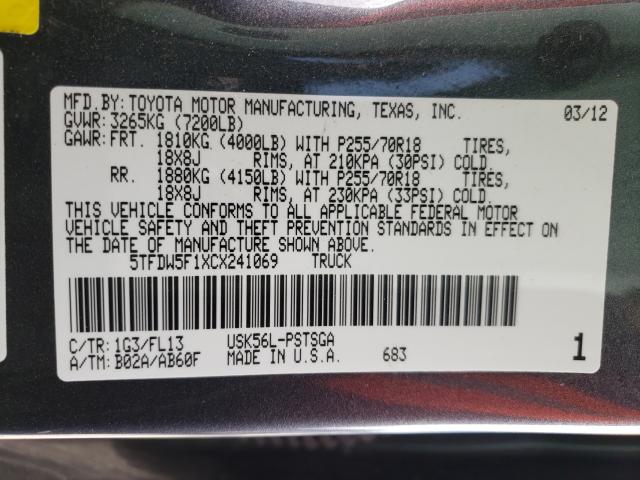 MFD.BY: TOYOTA MOTOR MANUFACTURING, TEXAS, INC. 03/12
GVWR: 3265KG (7200LB)
GAWR: FRT. 1810KG (4000LB) WITH P255/70R18 TIRES,
18X8J RIMS, AT 210KPA (30PSI) COLD.
RR. 1880KG (4150LB) WITH P255/70R18 TIRES,
18X8J RIMS, AT 230KPA (33PSI) COLD.
THIS VEHICLE CONFORMS TO ALL APPLICABLE FEDERAL MOTOR
VEHICLE SAFETY AND THEFT PREVENTION STANDARDS IN EFFECT ON
THE DATE OF MANUFACTURE SHOWN ABOVE.
5TFDW5F1XCX241069 TRUCK
C/TR: 1G3/FL13 USK56L-PSTSGA
A/TM: B02A/AB60F MADE IN U.S.A. 683 1